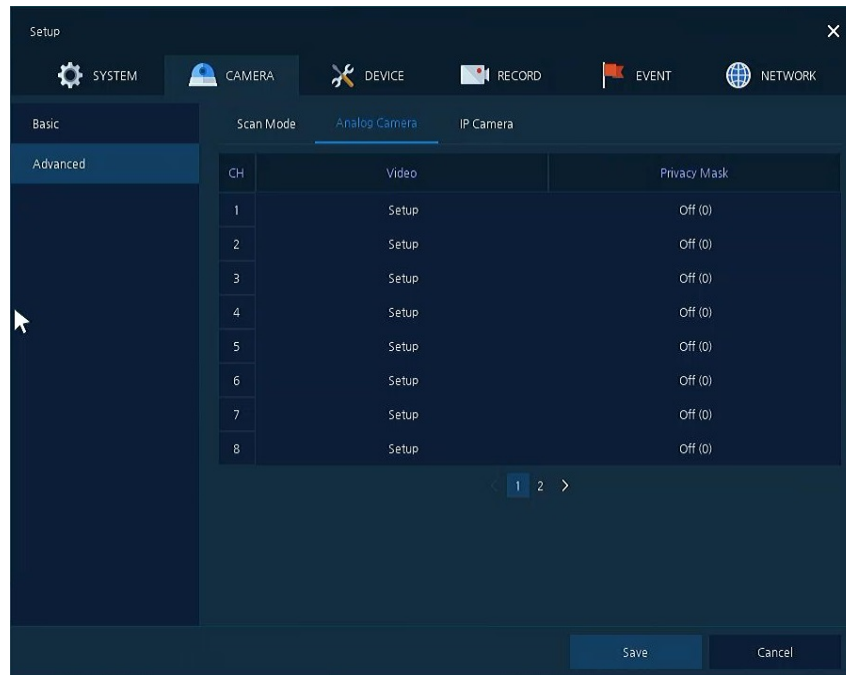 Setup
SYSTEM CAMERA DEVICE RECORD EVENT NETWORK
Basic
Advanced
Scan Mode Analog Camera IP Camera
CH Video Privacy Mask
1 Setup Off (0)
2 Setup Off (0)
3 Setup Off (0)
4 Setup Off (0)
5 Setup Off (0)
6 Setup Off (0)
7 Setup Off (0)
8 Setup Off (0)
1 2
Save Cancel